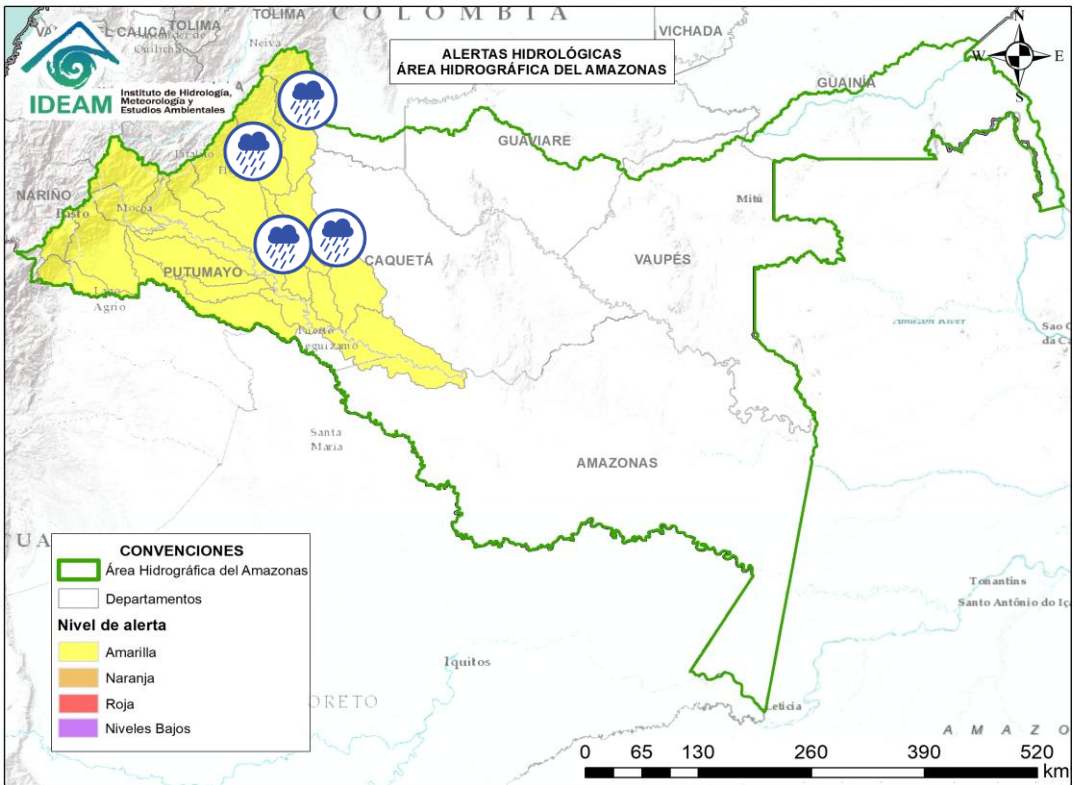 COLOMBIA
TOLIMA
TOLIMA
Neiva
VICHADA
ALERTAS HIDROLÓGICAS
ÁREA HIDROGRÁFICA DEL AMAZONAS
N
W
E
S
IDEAM
Instituto de Hidrología,
Meteorología y
Estudios Ambientales
GUAINÍA
GUAVIARE
NARIÑO
Pasto
Mocoa
Mitú
CAQUETÁ
VAUPÉS
PUTUMAYO
Lago
Agrio
Puerto
Amazon River
Santa
Maria
AMAZONAS
CONVENCIONES
Área Hidrográfica del Amazonas
Departamentos
Nivel de alerta
Amarilla
Naranja
Roja
Niveles Bajos
Tonantins
Santo Antônio do Iç
Iquitos
ORETO
Leticia
AMAZO
0 65 130 260 390 520
km